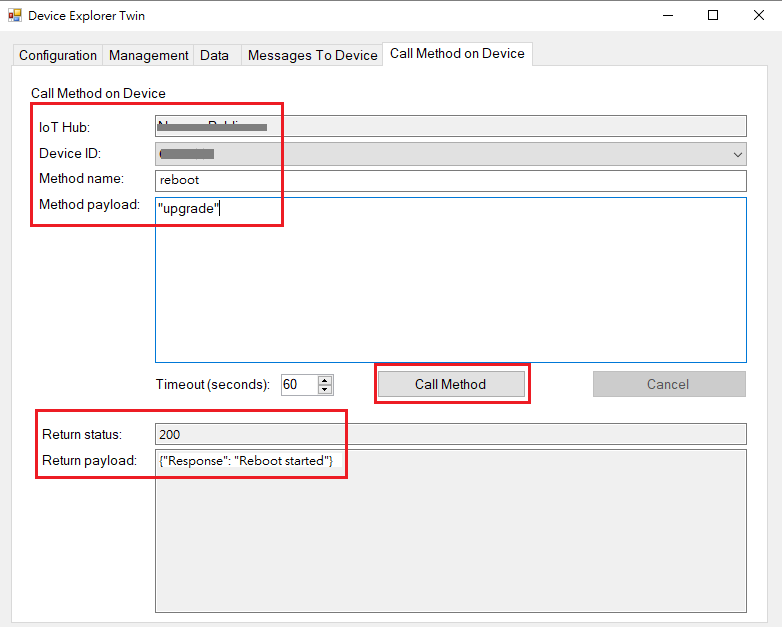 Device Explorer Twin
Configuration Management Data Messages To Device Call Method on Device
Call Method on Device
IoT Hub:
Device ID:
Method name: reboot
Method payload: "upgrade"
Timeout (seconds): 60 Call Method Cancel
Return status: 200
Return payload: {"Response": "Reboot started"}